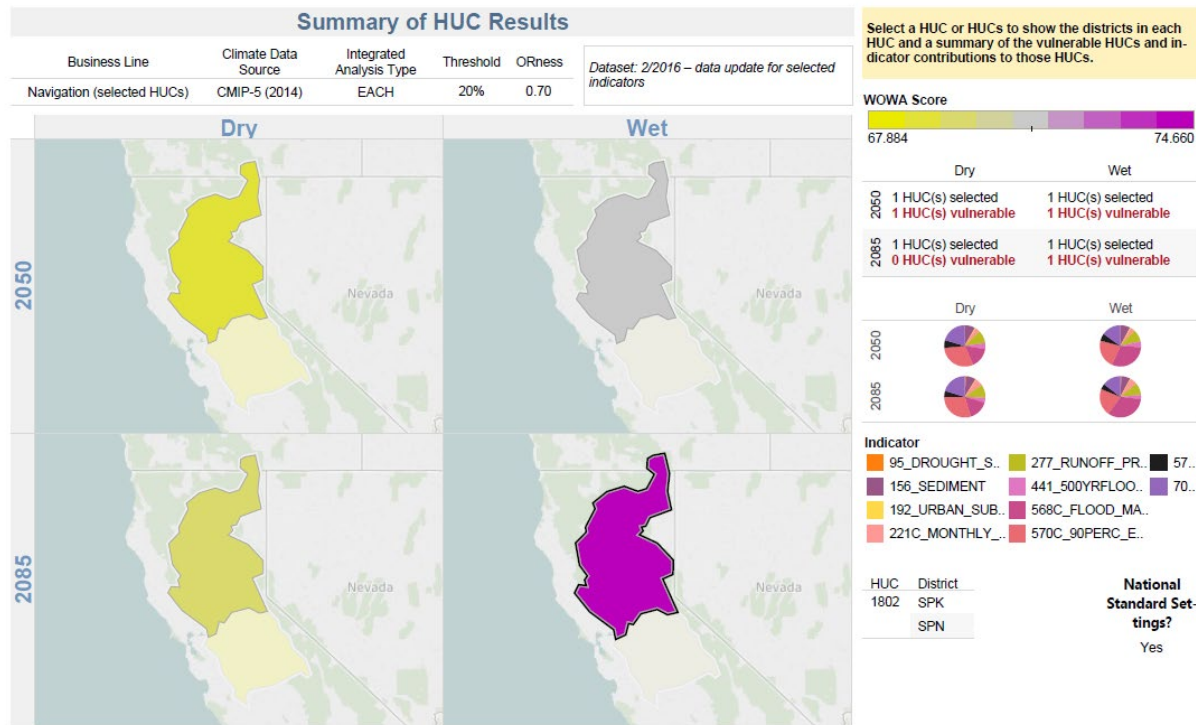 Summary of HUC Results
Business Line
Climate Data
Source
Integrated
Analysis Type
Threshold
ORness
Navigation (selected HUCs)
CMIP-5 (2014)
EACH
20%
0.70
Dataset: 2/2016 – data update for selected
indicators
Dry
Wet
2050
Nevada
Nevada
2085
Nevada
Nevada
Select a HUC or HUCs to show the districts in each
HUC and a summary of the vulnerable HUCs and in-
dicator contributions to those HUCs.
WOWA Score
67.884
74.660
Dry
Wet
2050
1 HUC(s) selected
1 HUC(s) vulnerable
1 HUC(s) selected
1 HUC(s) vulnerable
2085
1 HUC(s) selected
0 HUC(s) vulnerable
1 HUC(s) selected
1 HUC(s) vulnerable
Dry
Wet
2050
2085
Indicator
95_DROUGHT_S..
277_RUNOFF_PR..
57..
156_SEDIMENT
441_500YRFLOO..
70..
192_URBAN_SUB..
568C_FLOOD_MA..
221C_MONTHLY_..
570C_90PERC_E..
HUC
District
1802
SPK
SPN
National
Standard Set-
tings?
Yes